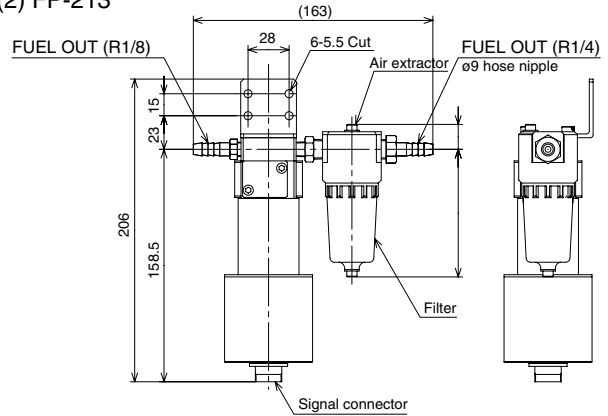 (2) FP-213
(163)
28
6-5.5 Cut
FUEL OUT (R1/8)
FUEL OUT (R1/4)
ø9 hose nipple
Air extractor
15
23
206
158.5
Filter
Signal connector